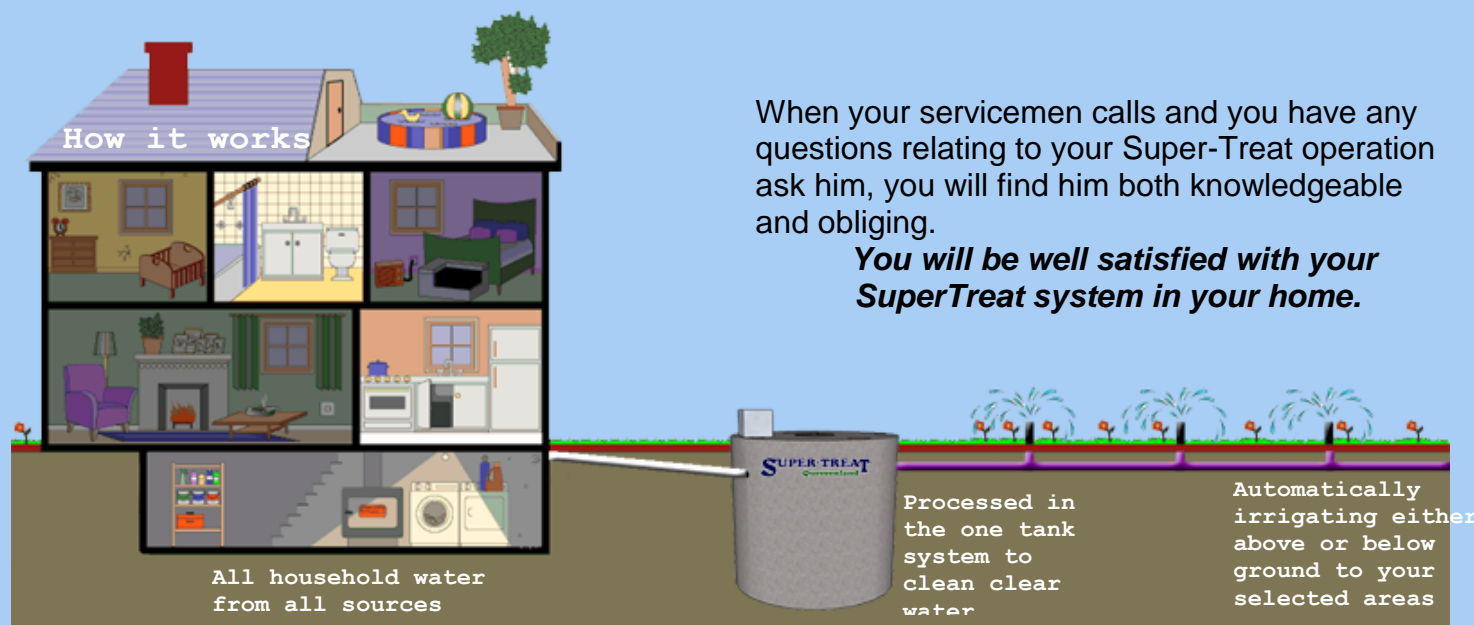 How it works
When your servicemen calls and you have any
questions relating to your Super-Treat operation
ask him, you will find him both knowledgeable
and obliging.
You will be well satisfied with your
SuperTreat system in your home.
SUPER-TREAT
Queensland
All household water
from all sources
Processed in
the one tank
system to
clean clear
water
Automatically
irrigating either
above or below
ground to your
selected areas